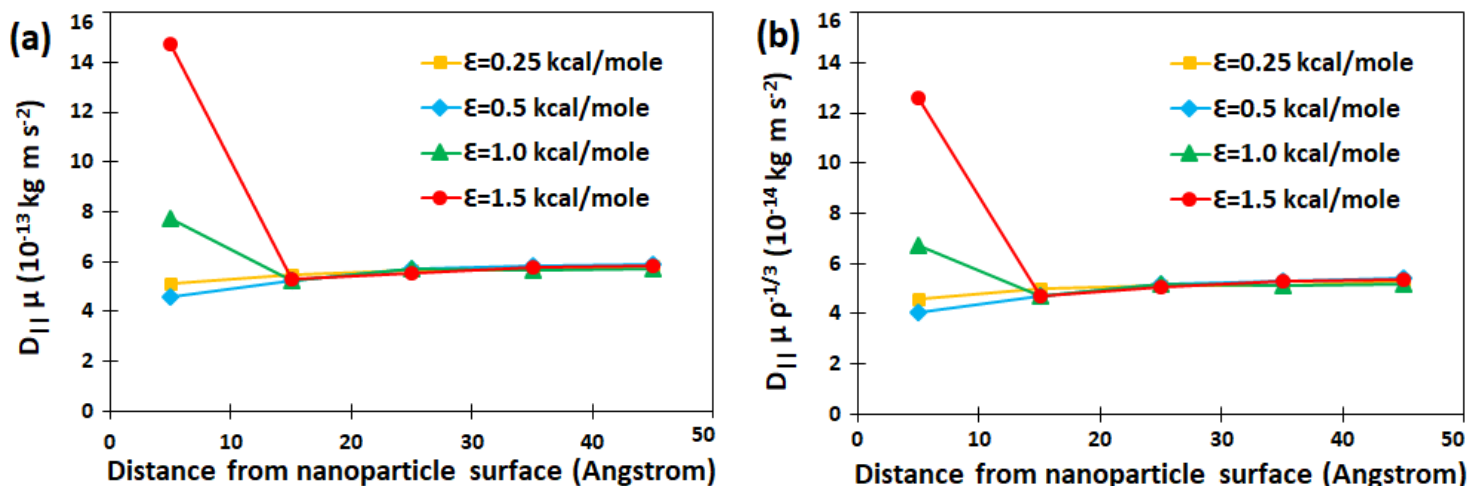 (a)
D|| μ (10⁻¹³ kg m s⁻²)
16
14
12
10
8
6
4
2
0
Ɛ=0.25 kcal/mole
Ɛ=0.5 kcal/mole
Ɛ=1.0 kcal/mole
Ɛ=1.5 kcal/mole
0 10 20 30 40 50
Distance from nanoparticle surface (Angstrom)
(b)
D|| μ ρ⁻¹/³ (10⁻¹⁴ kg m s⁻²)
16
14
12
10
8
6
4
2
0
Ɛ=0.25 kcal/mole
Ɛ=0.5 kcal/mole
Ɛ=1.0 kcal/mole
Ɛ=1.5 kcal/mole
0 10 20 30 40 50
Distance from nanoparticle surface (Angstrom)